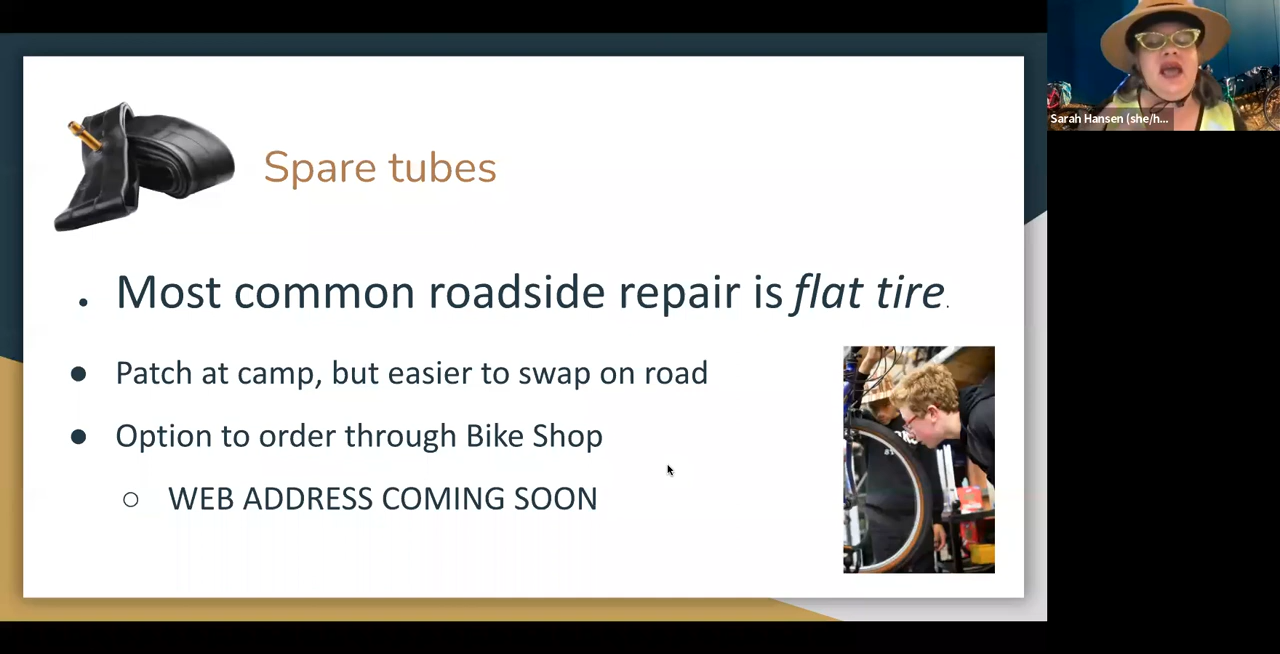 Spare tubes
Most common roadside repair is flat tire.
Patch at camp, but easier to swap on road
Option to order through Bike Shop
WEB ADDRESS COMING SOON
Sarah Hansen (she/h...